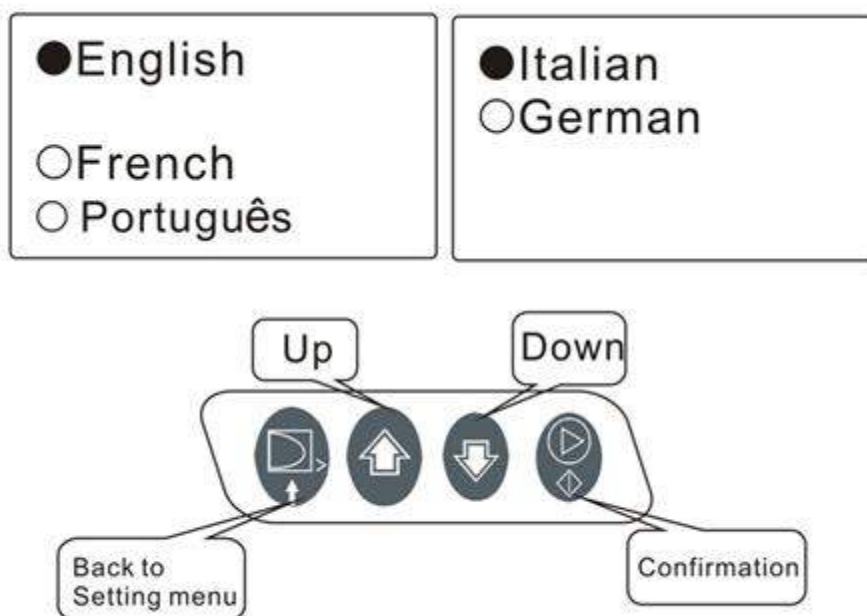 English
French
Português
Italian
German
Up
Down
Back to
Setting menu
Confirmation